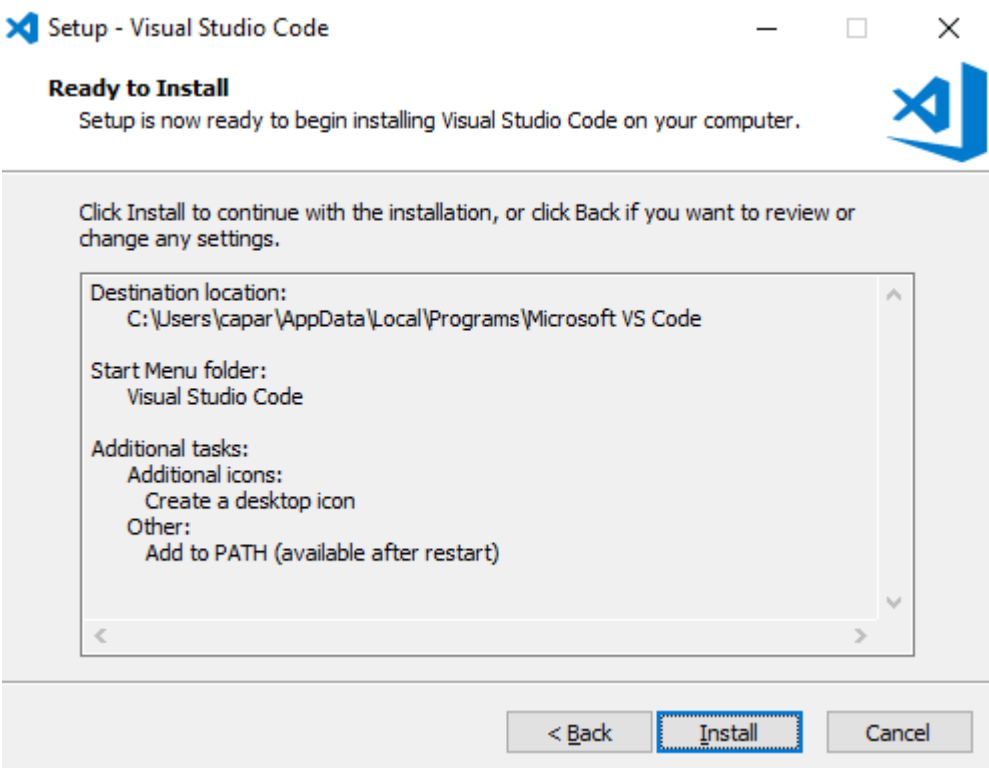 Setup - Visual Studio Code
Ready to Install
Setup is now ready to begin installing Visual Studio Code on your computer.
Click Install to continue with the installation, or click Back if you want to review or
change any settings.
Destination location:
C:\Users\capar\AppData\Local\Programs\Microsoft VS Code
Start Menu folder:
Visual Studio Code
Additional tasks:
Additional icons:
Create a desktop icon
Other:
Add to PATH (available after restart)
< Back Install Cancel